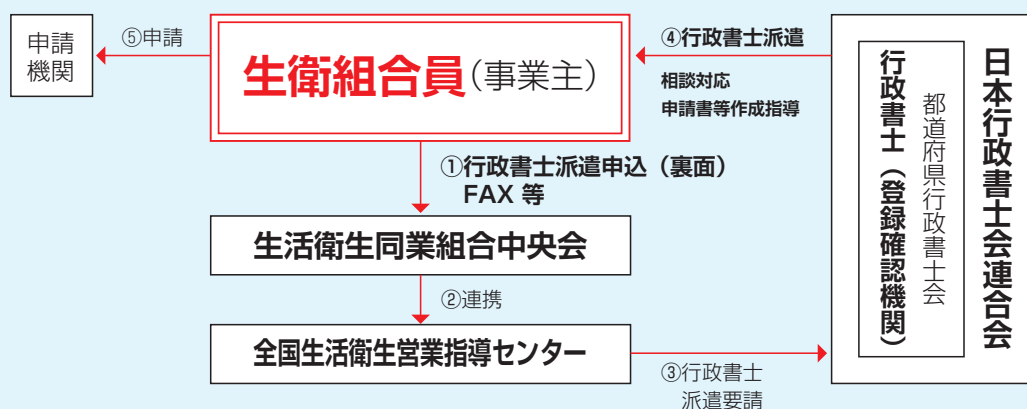 申請
機関
⑤申請
生衛組合員(事業主)
④行政書士派遣
相談対応
申請書等作成指導
①行政書士派遣申込（裏面）
FAX 等
生活衛生同業組合中央会
②連携
全国生活衛生営業指導センター
③行政書士
派遣要請
日本行政書士会連合会
都道府県行政書士会
行政書士（登録確認機関）